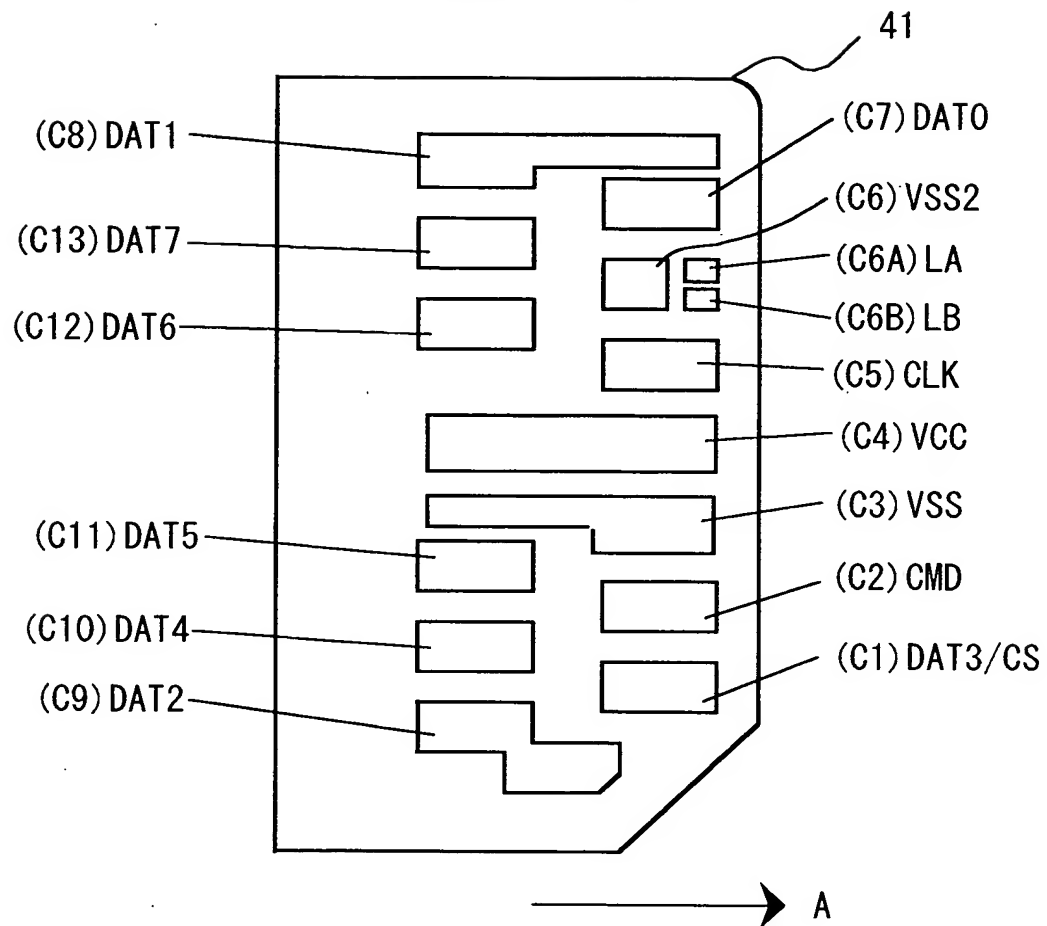 41
(C8) DAT1
(C7) DAT0
(C13) DAT7
(C6) VSS2
(C6A) LA
(C12) DAT6
(C6B) LB
(C5) CLK
(C4) VCC
(C3) VSS
(C11) DAT5
(C2) CMD
(C10) DAT4
(C1) DAT3/CS
(C9) DAT2
A